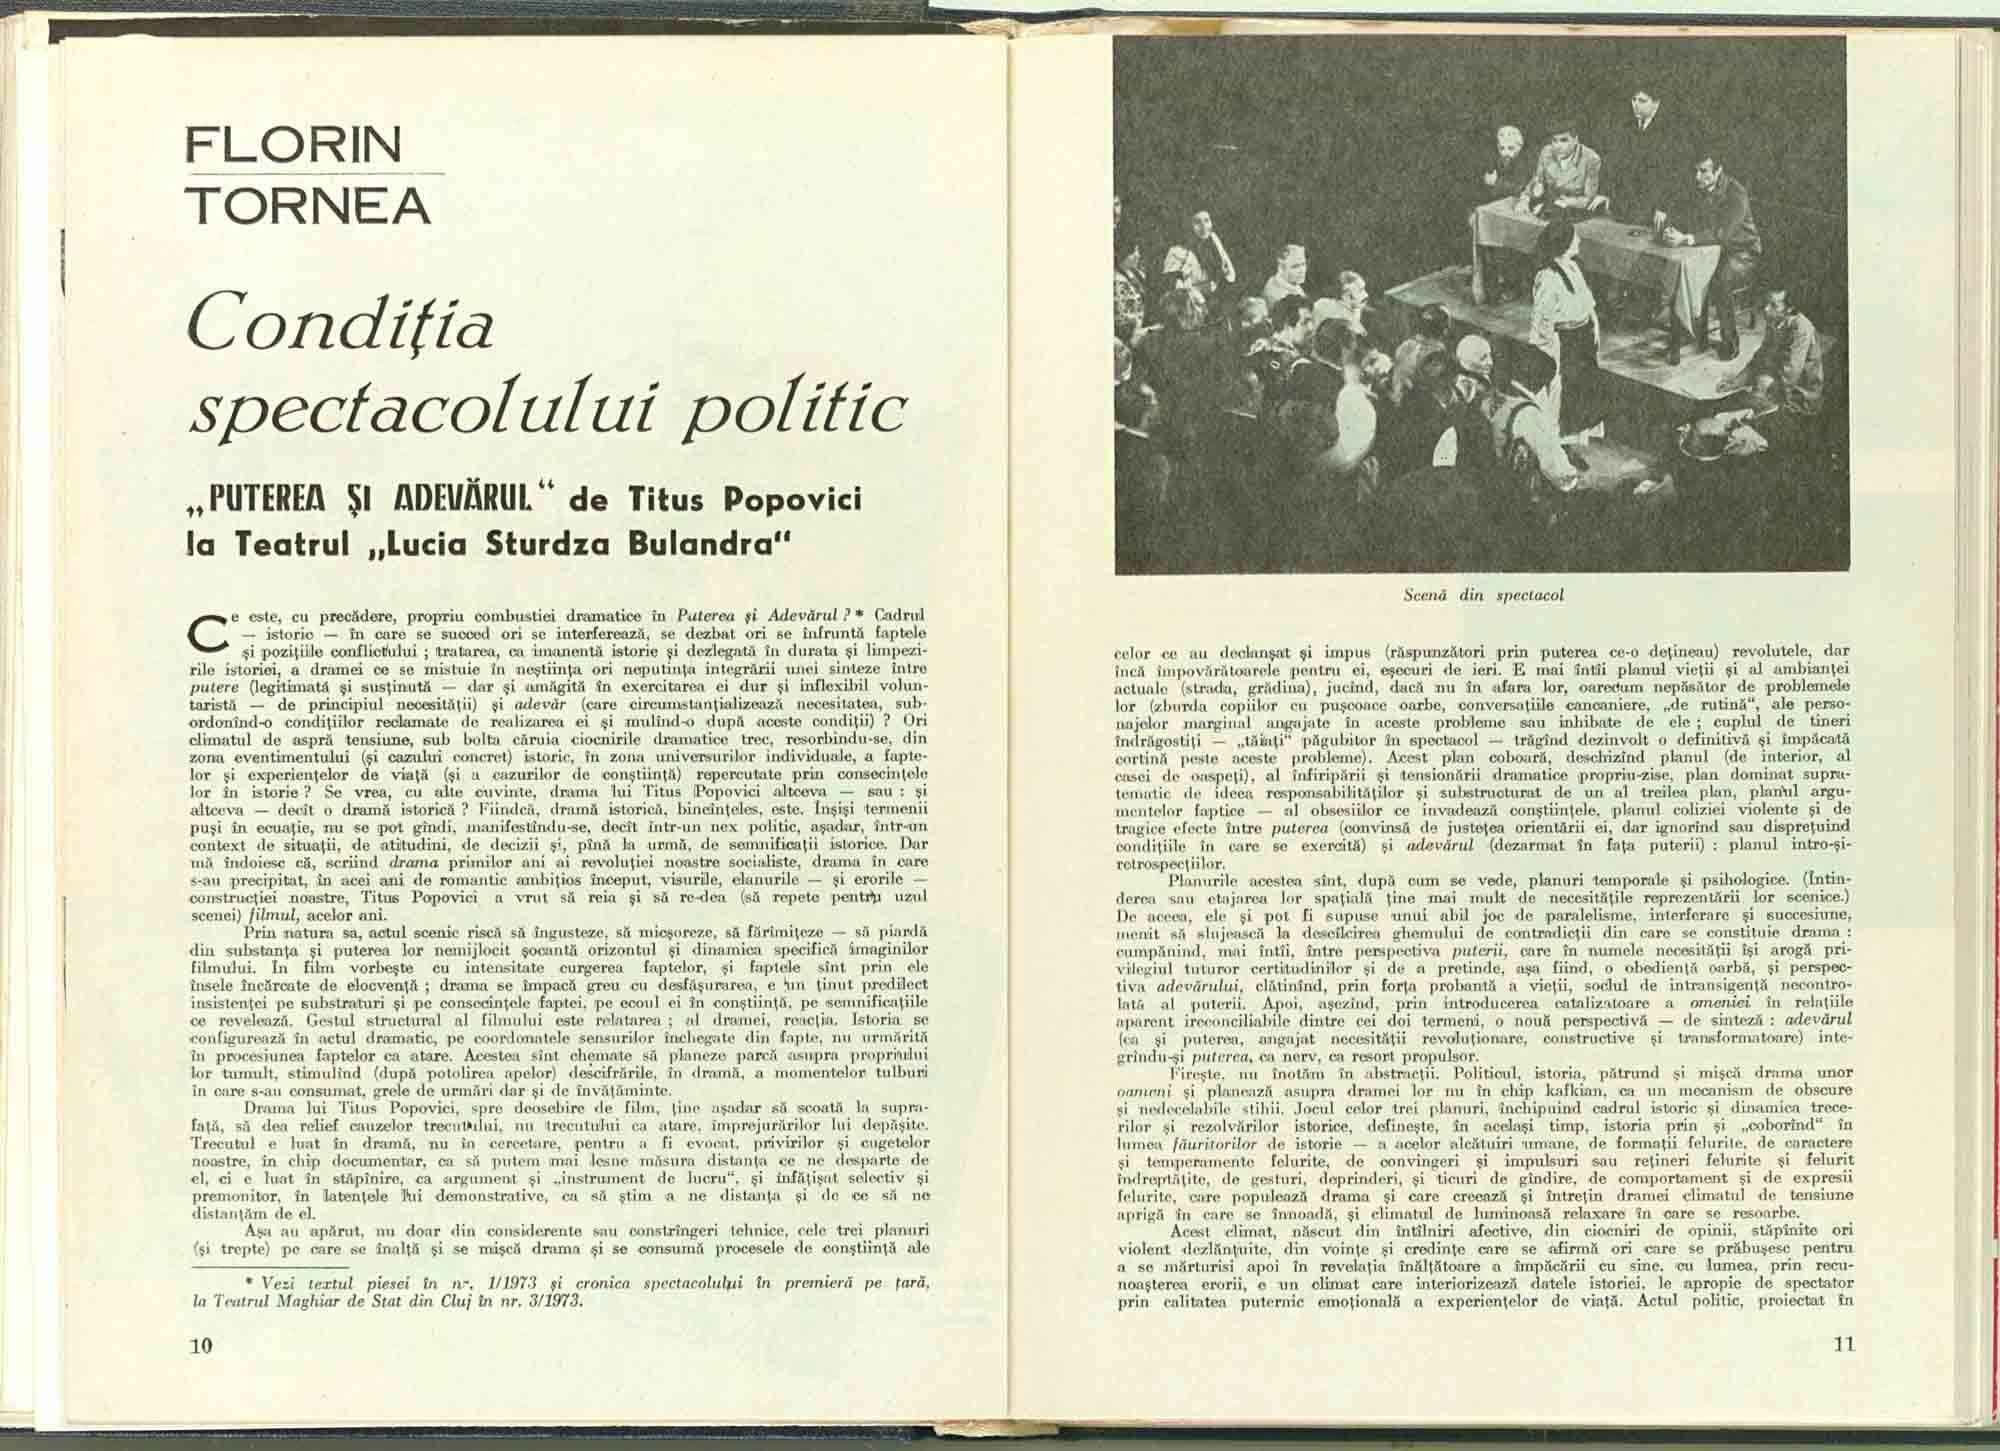 FLORIN
TORNEA
Condiția
spectacolului politic
„PUTEREA ȘI ADEVĂRUL“ de Titus Popovici
la Teatrul „Lucia Sturdza Bulandra“
Ce este, cu precădere, propriu combustiei dramatice în Puterea și Adevărul ? * Cadrul
— istoric — în care se succed ori se interferează, se dezbat ori se înfruntă faptele
și pozițiile conflictului ; tratarea, ca imanentă istorie și dezlegată în durata și limpezi-
rile istoriei, a dramei ce se mistuie în neștiința ori neputința integrării unei sinteze între
putere (legitimată și susținută — dar și amăgită în exercitarea ei dur și inflexibil volun-
taristă — de principiul necesității) și adevăr (care circumstanțializează necesitatea, sub-
ordonînd-o condițiilor reclamate de realizarea ei și mulînd-o după aceste condiții) ? Ori
climatul de aspră tensiune, sub bolta căruia ciocnirile dramatice trec, resorbindu-se, din
zona evenimentului (și cazului concret) istoric, în zona universurilor individuale, a fapte-
lor și experiențelor de viață (și a cazurilor de conștiință) repercutate prin consecințele
lor în istorie ? Se vrea, cu alte cuvinte, drama lui Titus Popovici altceva — sau : și
altceva — decît o dramă istorică ? Fiindcă, dramă istorică, bineînțeles, este. Înșiși termenii
puși în ecuație, nu se pot gîndi, manifestîndu-se, decît într-un nex politic, așadar, într-un
context de situații, de atitudini, de decizii și, pînă la urmă, de semnificații istorice. Dar
mă îndoiesc că, scriind drama primilor ani ai revoluției noastre socialiste, drama în care
s-au precipitat, în acei ani de romantic ambițios început, visurile, elanurile — și erorile —
construcției noastre, Titus Popovici a vrut să reia și să re-dea (să repete pentru uzul
scenei) filmul, acelor ani.
Prin natura sa, actul scenic riscă să îngusteze, să micșoreze, să fărîmițeze — să piardă
din substanța și puterea lor nemijlocit șocantă orizontul și dinamica specifică imaginilor
filmului. In film vorbește cu intensitate curgerea faptelor, și faptele sînt prin ele
însele încărcate de elocvență ; drama se împacă greu cu desfășurarea, e un ținut predilect
insistenței pe substraturi și pe consecințele faptei, pe ecoul ei în conștiință, pe semnificațiile
ce revelează. Gestul structural al filmului este relatarea ; al dramei, reacția. Istoria se
configurează în actul dramatic, pe coordonatele sensurilor închegate din fapte, nu urmărită
în procesiunea faptelor ca atare. Acestea sînt chemate să planeze parcă asupra propriului
lor tumult, stimulînd (după potolirea apelor) descifrările, în dramă, a momentelor tulburi
în care s-au consumat, grele de urmări dar și de învățăminte.
Drama lui Titus Popovici, spre deosebire de film, ține așadar să scoată la supra-
față, să dea relief cauzelor trecutului, nu trecutului ca atare, împrejurărilor lui depășite.
Trecutul e luat în dramă, nu în cercetare, pentru a fi evocat, privirilor și cugetelor
noastre, în chip documentar, ca să putem mai lesne măsura distanța ce ne desparte de
el, ci e luat în stăpînire, ca argument și „instrument de lucru“, și înfățișat selectiv și
premonitor, în latențele lui demonstrative, ca să știm a ne distanța și de ce să ne
distanțăm de el.
Așa au apărut, nu doar din considerente sau constrîngeri tehnice, cele trei planuri
(și trepte) pe care se înalță și se mișcă drama și se consumă procesele de conștiință ale
* Vezi textul piesei în nr. 1/1973 și cronica spectacolului în premieră pe țară,
la Teatrul Maghiar de Stat din Cluj în nr. 3/1973.
10
Scenă din spectacol
celor ce au declanșat și impus (răspunzători prin puterea ce-o dețineau) revolutele, dar
încă împovărătoarele pentru ei, eșecuri de ieri. E mai întîi planul vieții și al ambianței
actuale (strada, grădina), jucînd, dacă nu în afara lor, oarecum nepăsător de problemele
lor (zburda copiilor cu pușcoace oarbe, conversațiile cancaniere, „de rutină“, ale perso-
najelor marginal angajate în aceste probleme sau inhibate de ele ; cuplul de tineri
îndrăgostiți — „tăiați“ păgubitor în spectacol — trăgînd dezinvolt o definitivă și împăcată
cortină peste aceste probleme). Acest plan coboară, deschizînd planul (de interior, al
casei de oaspeți), al înfiripării și tensionării dramatice propriu-zise, plan dominat supra-
tematic de ideea responsabilităților și substructurat de un al treilea plan, planul argu-
mentelor faptice — al obsesiilor ce invadează conștiințele, planul coliziei violente și de
tragice efecte între puterea (convinsă de justețea orientării ei, dar ignorînd sau disprețuind
condițiile în care se exercită) și adevărul (dezarmat în fața puterii) : planul intro-și-
retrospecțiilor.
Planurile acestea sînt, după cum se vede, planuri temporale și psihologice. (Intin-
derea sau etajarea lor spațială ține mai mult de necesitățile reprezentării lor scenice.)
De aceea, ele și pot fi supuse unui abil joc de paralelisme, interferare și succesiune,
menit să slujească la descîlcirea ghemului de contradicții din care se constituie drama :
cumpănind, mai întîi, între perspectiva puterii, care în numele necesității își arogă pri-
vilegiul tuturor certitudinilor și de a pretinde, așa fiind, o obediență oarbă, și perspec-
tiva adevărului, clătinînd, prin forța probantă a vieții, soclul de intransigență necontro-
lată al puterii. Apoi, așezînd, prin introducerea catalizatoare a omeniei în relațiile
aparent ireconciliabile dintre cei doi termeni, o nouă perspectivă — de sinteză : adevărul
(ca și puterea, angajat necesității revoluționare, constructive și transformatoare) inte-
grîndu-și puterea, ca nerv, ca resort propulsor.
Firește, nu înotăm în abstracții. Politicul, istoria, pătrund și mișcă drama unor
oameni și planează asupra dramei lor nu în chip kafkian, ca un mecanism de obscure
și nedecelabile stihii. Jocul celor trei planuri, închipuind cadrul istoric și dinamica trece-
rilor și rezolvărilor istorice, definește, în același timp, istoria prin și „coborînd“ în
lumea făuritorilor de istorie — a acelor alcătuiri umane, de formații felurite, de caractere
și temperamente felurite, de convingeri și impulsuri sau rețineri felurite și felurit
îndreptățite, de gesturi, deprinderi, și ticuri de gîndire, de comportament și de expresii
felurite, care populează drama și care creează și întrețin dramei climatul de tensiune
aprigă în care se înnoadă, și climatul de luminoasă relaxare în care se resoarbe.
Acest climat, născut din întîlniri afective, din ciocniri de opinii, stăpînite ori
violent dezlănțuite, din voințe și credințe care se afirmă ori care se prăbușesc pentru
a se mărturisi apoi în revelația înălțătoare a împăcării cu sine, cu lumea, prin recu-
noașterea erorii, e un climat care interiorizează datele istoriei, le apropie de spectator
prin calitatea puternic emoțională a experiențelor de viață. Actul politic, proiectat în
11